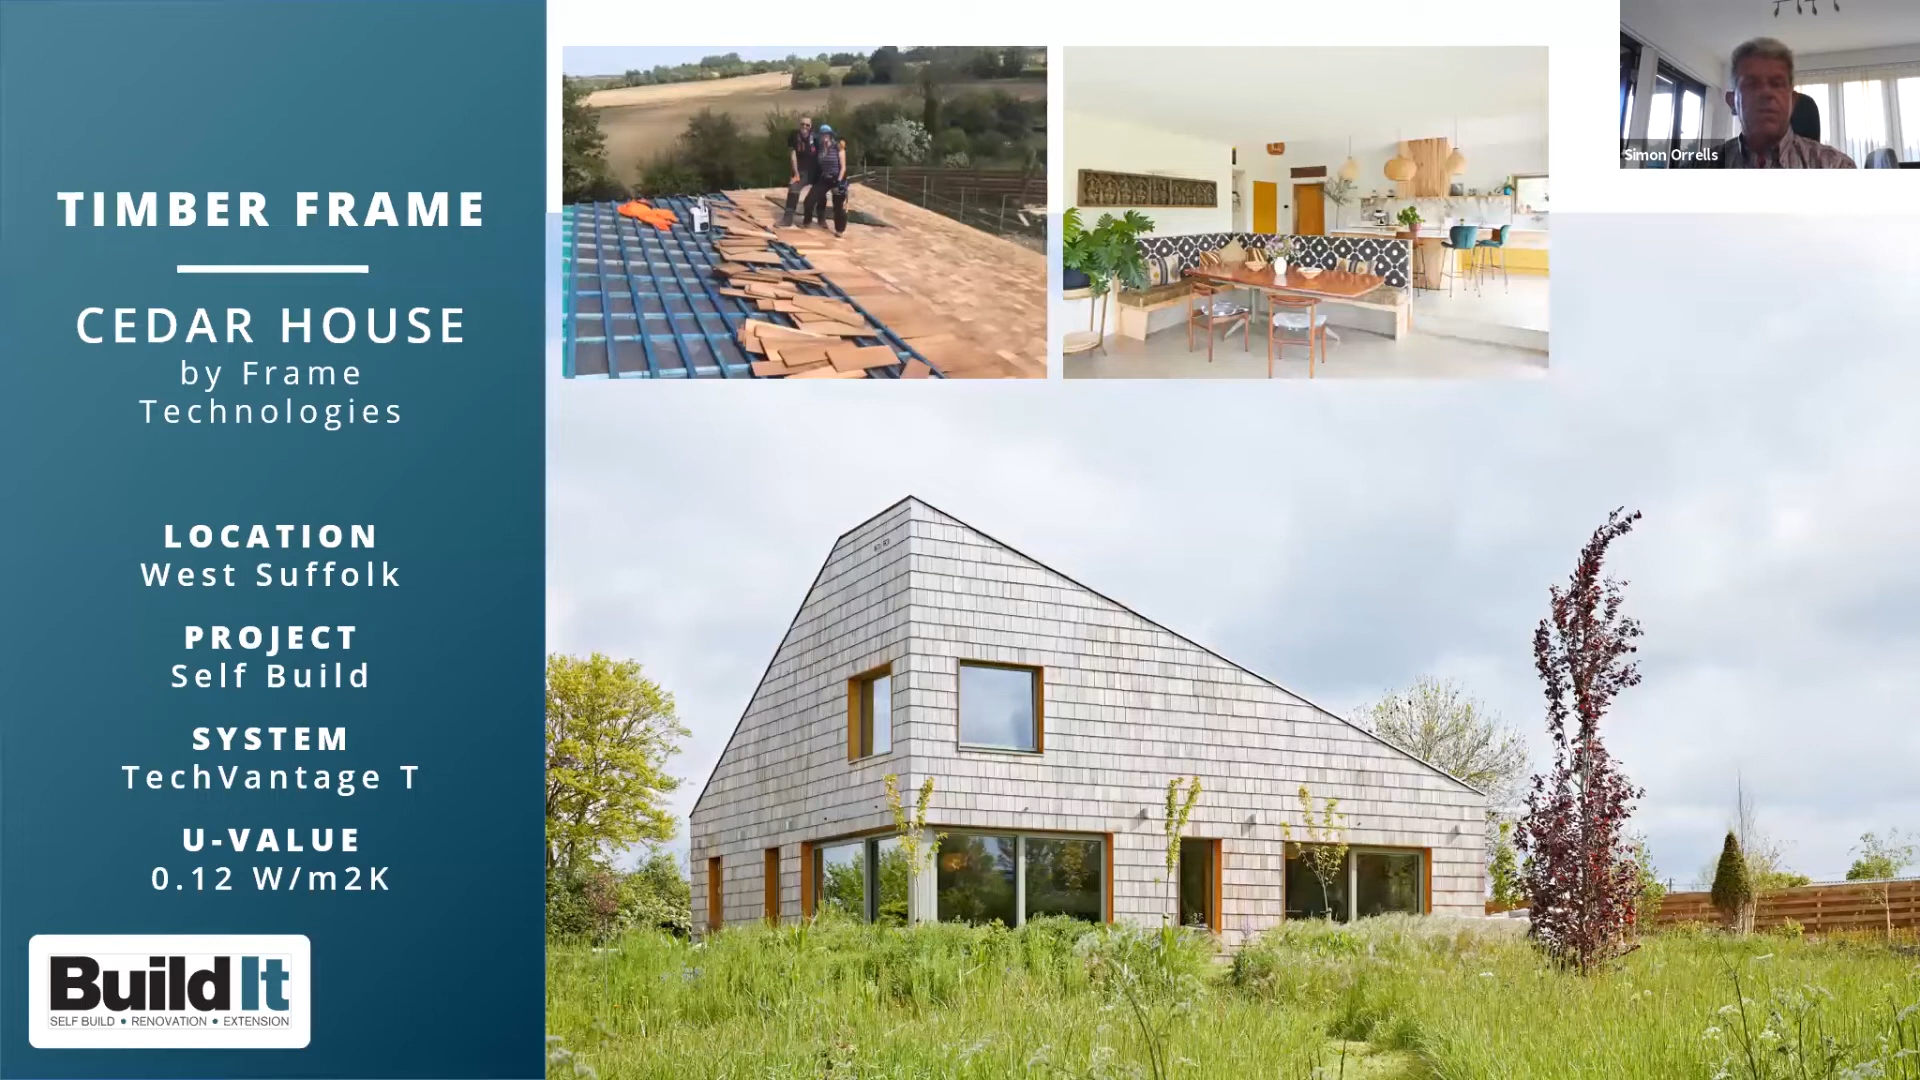 TIMBER FRAME
CEDAR HOUSE
by Frame
Technologies
LOCATION
West Suffolk
PROJECT
Self Build
SYSTEM
TechVantage T
U-VALUE
0.12 W/m2K
Build It
SELF BUILD • RENOVATION • EXTENSION
Simon Orrells